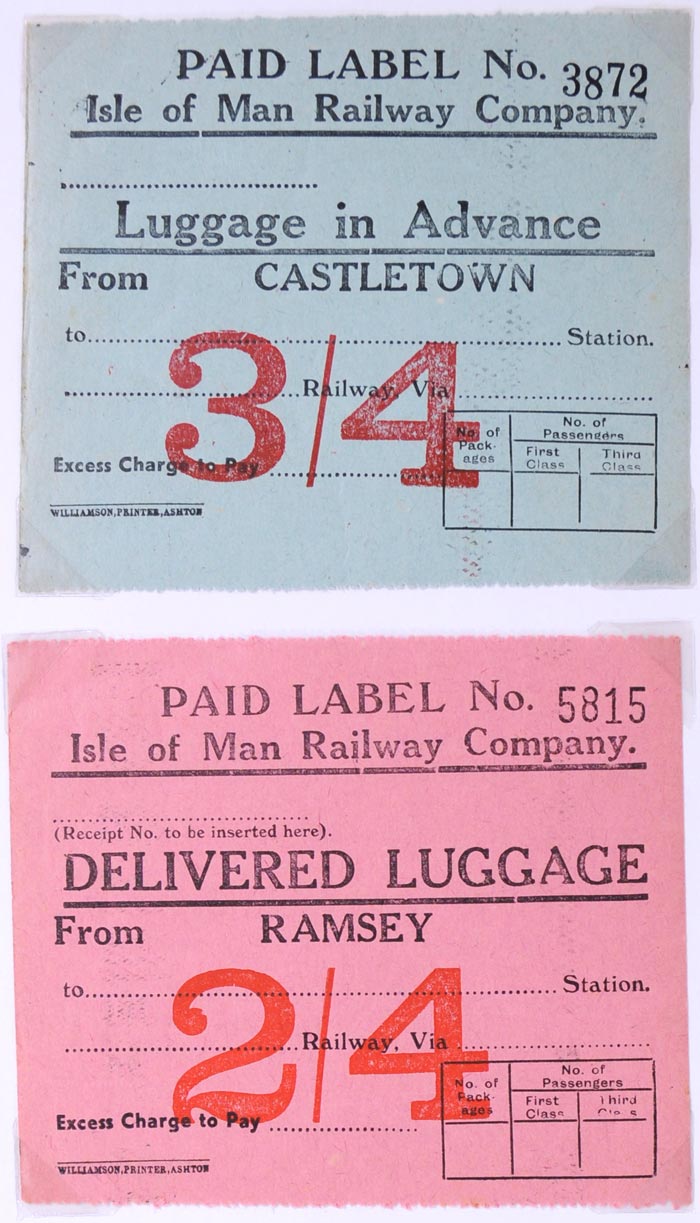 PAID LABEL No. 3872
Isle of Man Railway Company.
Luggage in Advance
From CASTLETOWN
to.......... Station.
..........Railway, Via..........
3/4
No. of Packages
No. of Passengers
First Class
Third Class
Excess Charge to Pay ..........
WILLIAMSON, PRINTER, ASHTON
PAID LABEL No. 5815
Isle of Man Railway Company.
(Receipt No. to be inserted here).
DELIVERED LUGGAGE
From RAMSEY
to.......... Station.
..........Railway, Via..........
2/4
No. of Pack-ages
No. of Passengers
First Class
Third Class
Excess Charge to Pay ..........
WILLIAMSON, PRINTER, ASHTON